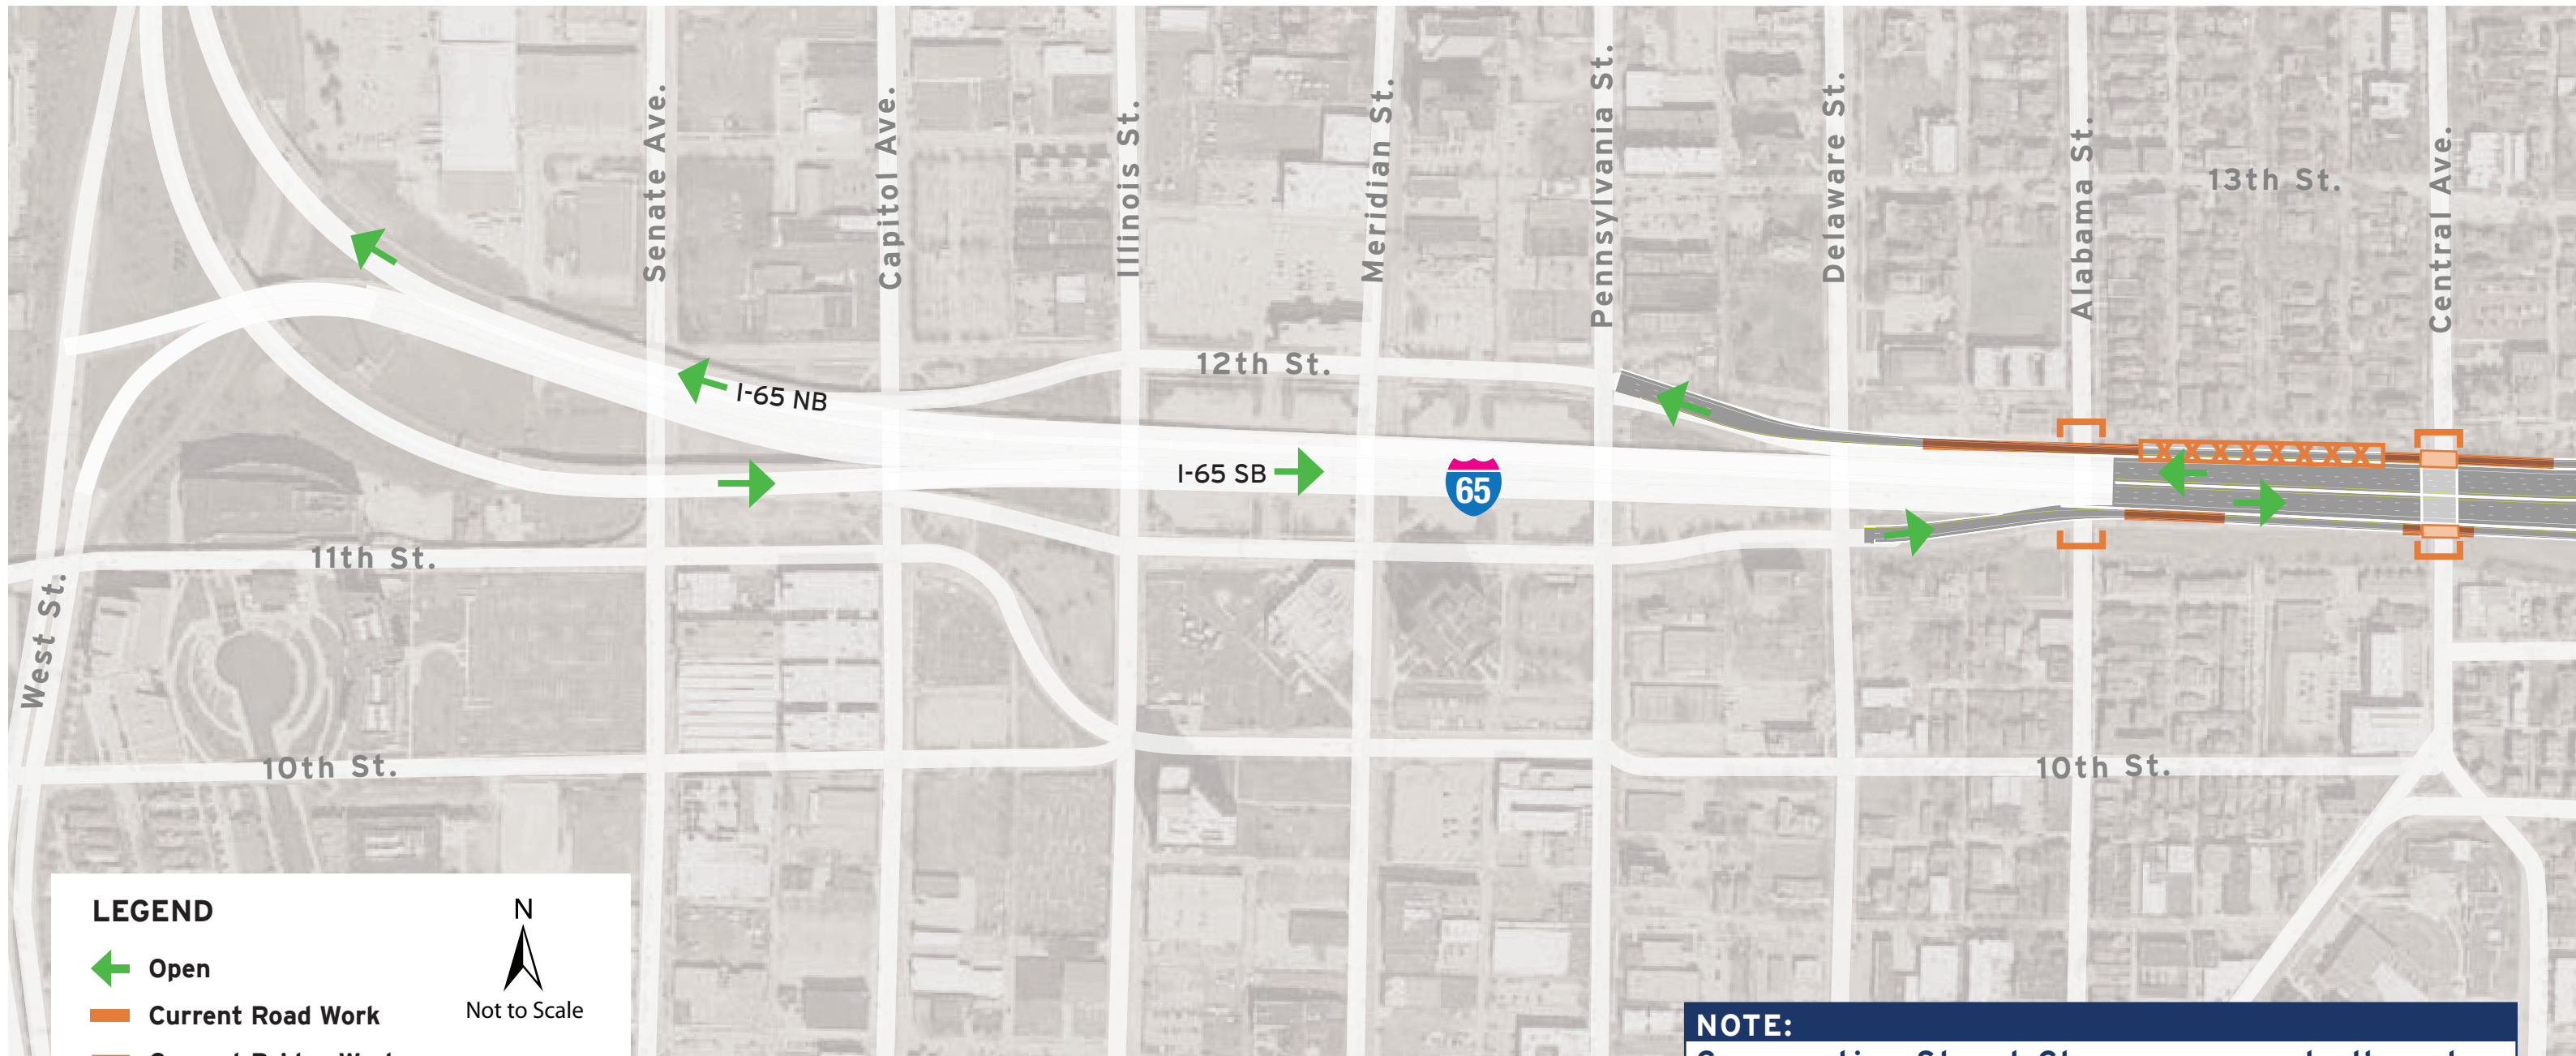 Senate Ave.
Capitol Ave.
Illinois St.
Meridian St.
Pennsylvania St.
Delaware St.
Alabama St.
Central Ave.
13th St.
12th St.
I-65 NB
I-65 SB
65
11th St.
West St.
10th St.
10th St.
LEGEND
N
Open
Not to Scale
Current Road Work
NOTE: